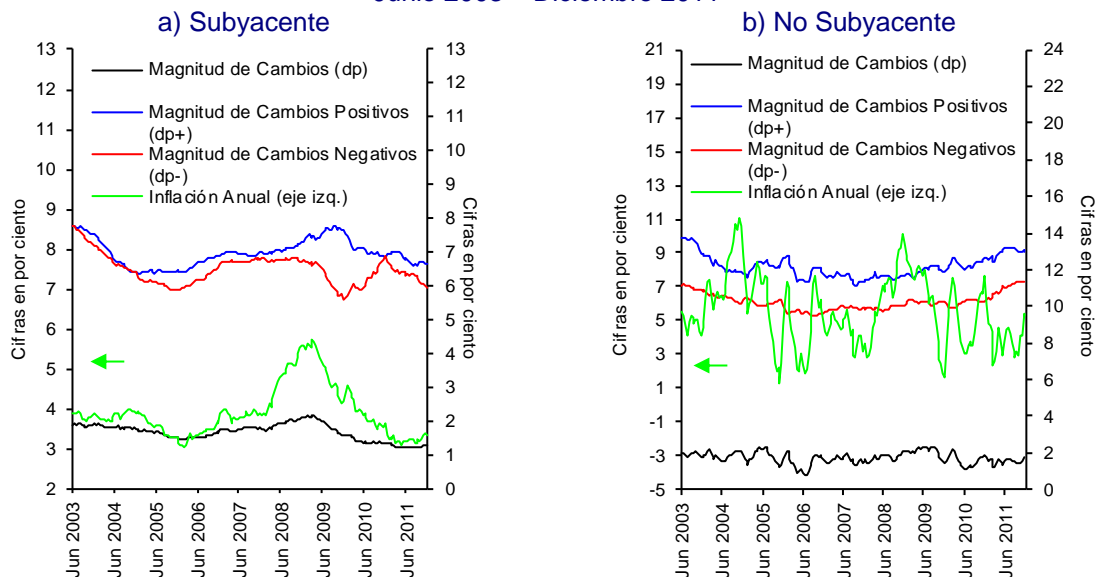 Junio 2003 – Diciembre 2011
a) Subyacente
Magnitud de Cambios (dp)
Magnitud de Cambios Positivos
(dp+)
Magnitud de Cambios Negativos
(dp-)
Inflación Anual (eje izq.)
Cifras en por ciento
13
12
11
10
9
8
7
6
5
4
3
2
Cifras en por ciento
13
12
11
10
9
8
7
6
5
4
3
2
1
0
Jun 2003
Jun 2004
Jun 2005
Jun 2006
Jun 2007
Jun 2008
Jun 2009
Jun 2010
Jun 2011
b) No Subyacente
Magnitud de Cambios (dp)
Magnitud de Cambios Positivos
(dp+)
Magnitud de Cambios Negativos
(dp-)
Inflación Anual (eje izq.)
Cifras en por ciento
21
19
17
15
13
11
9
7
5
3
1
-1
-3
-5
Cifras en por ciento
24
22
20
18
16
14
12
10
8
6
4
2
0
Jun 2003
Jun 2004
Jun 2005
Jun 2006
Jun 2007
Jun 2008
Jun 2009
Jun 2010
Jun 2011